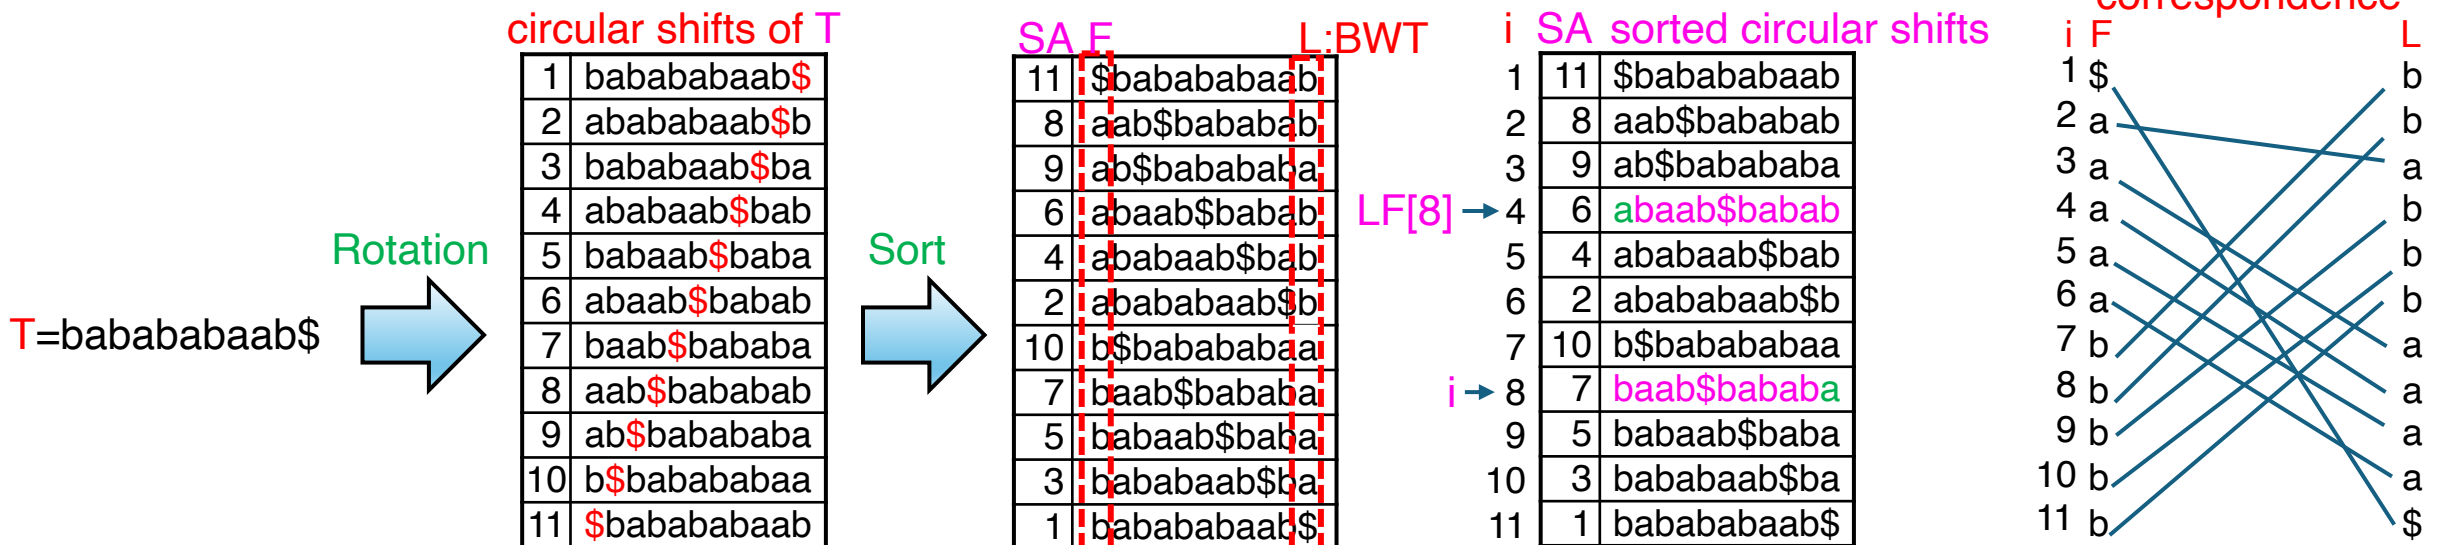 T=babababaab$
Rotation
circular shifts of T
1 babababaab$
2 abababaab$b
3 bababaab$ba
4 ababaab$bab
5 babaab$baba
6 abaab$babab
7 baab$bababa
8 aab$bababab
9 ab$babababa
10 b$babababaa
11 $babababaab
Sort
SA F L:BWT
11 $babababaab
8 aab$bababab
9 ab$babababa
6 abaab$babab
4 ababaab$bab
2 abababaab$b
10 b$babababaa
7 baab$bababa
5 babaab$baba
3 bababaab$ba
1 babababaab$
i SA sorted circular shifts
1 11 $babababaab
2 8 aab$bababab
3 9 ab$babababa
LF[8] 4 6 abaab$babab
5 4 ababaab$bab
6 2 abababaab$b
7 10 b$babababaa
i 8 7 baab$bababa
9 5 babaab$baba
10 3 bababaab$ba
11 1 babababaab$
correspondence
i F L
1 $ b
2 a b
3 a a
4 a b
5 a b
6 a b
7 b a
8 b a
9 b a
10 b a
11 b $